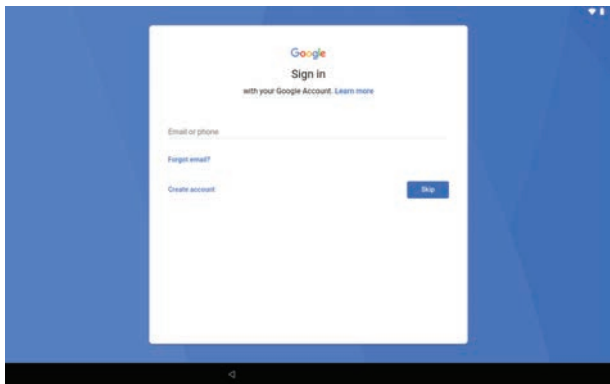 Google
Sign in
with your Google Account. Learn more
Email or phone
Forgot email?
Create account
Skip